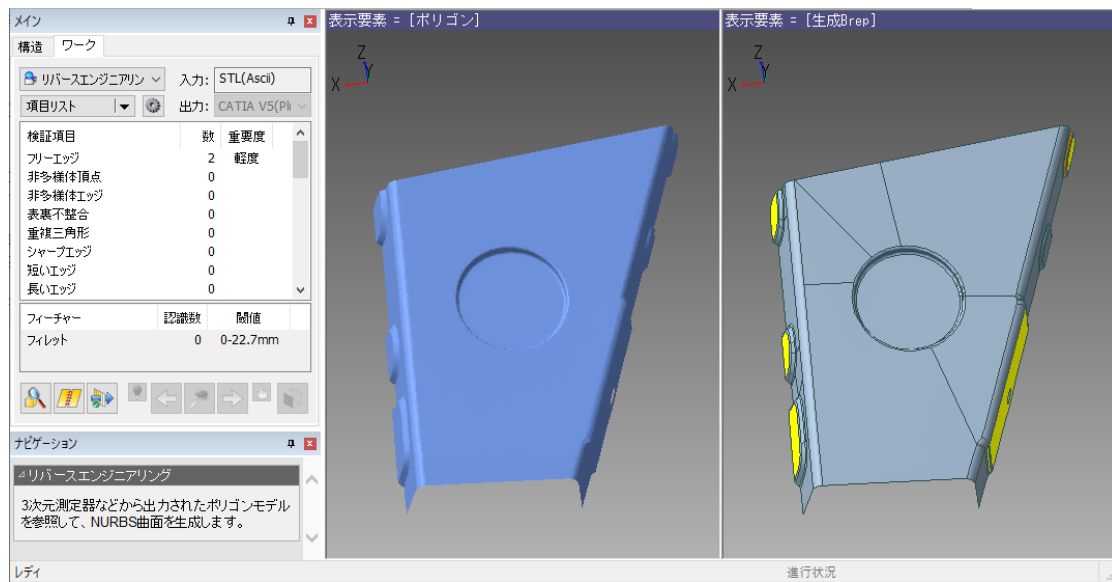 メイン
構造 ワーク
リバースエンジニアリン 入力: STL(Ascii)
項目リスト 出力: CATIA V5(Pl
検証項目 数 重要度
フリーエッジ 2 軽度
非多様体頂点 0
非多様体エッジ 0
表裏不整合 0
重複三角形 0
シャープエッジ 0
短いエッジ 0
長いエッジ 0
フィーチャー 認識数 閾値
フィレット 0 0-22.7mm
ナビゲーション
リバースエンジニアリング
3次元測定器などから出力されたポリゴンモデル
を参照して、NURBS曲面を生成します。
レディ
表示要素 = [ポリゴン]
Z
Y
X
表示要素 = [生成Brep]
Z
Y
X
進行状況